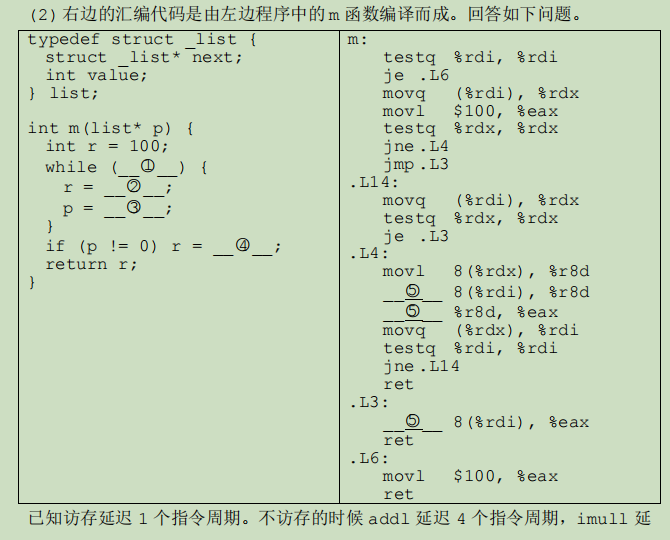 (2) 右边的汇编代码是由左边程序中的 m 函数编译而成。回答如下问题。
typedef struct _list {
  struct _list* next;
  int value;
} list;
int m(list* p) {
  int r = 100;
  while (__①__) {
    r = __②__;
    p = __③__;
  }
  if (p != 0) r = __④__;
  return r;
}
m:
    testq %rdi, %rdi
    je .L6
    movq (%rdi), %rdx
    movl $100, %eax
    testq %rdx, %rdx
    jne .L4
    jmp .L3
.L14:
    movq (%rdi), %rdx
    testq %rdx, %rdx
    je .L3
.L4:
    movl 8(%rdx), %r8d
    __⑤__ 8(%rdi), %r8d
    __⑤__ %r8d, %eax
    movq (%rdx), %rdi
    testq %rdi, %rdi
    jne .L14
    ret
.L3:
    __⑤__ 8(%rdi), %eax
    ret
.L6:
    movl $100, %eax
    ret
已知访存延迟 1 个指令周期。不访存的时候 addl 延迟 4 个指令周期，imull 延